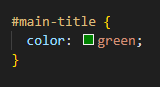 #main-title {
  color: green;
}